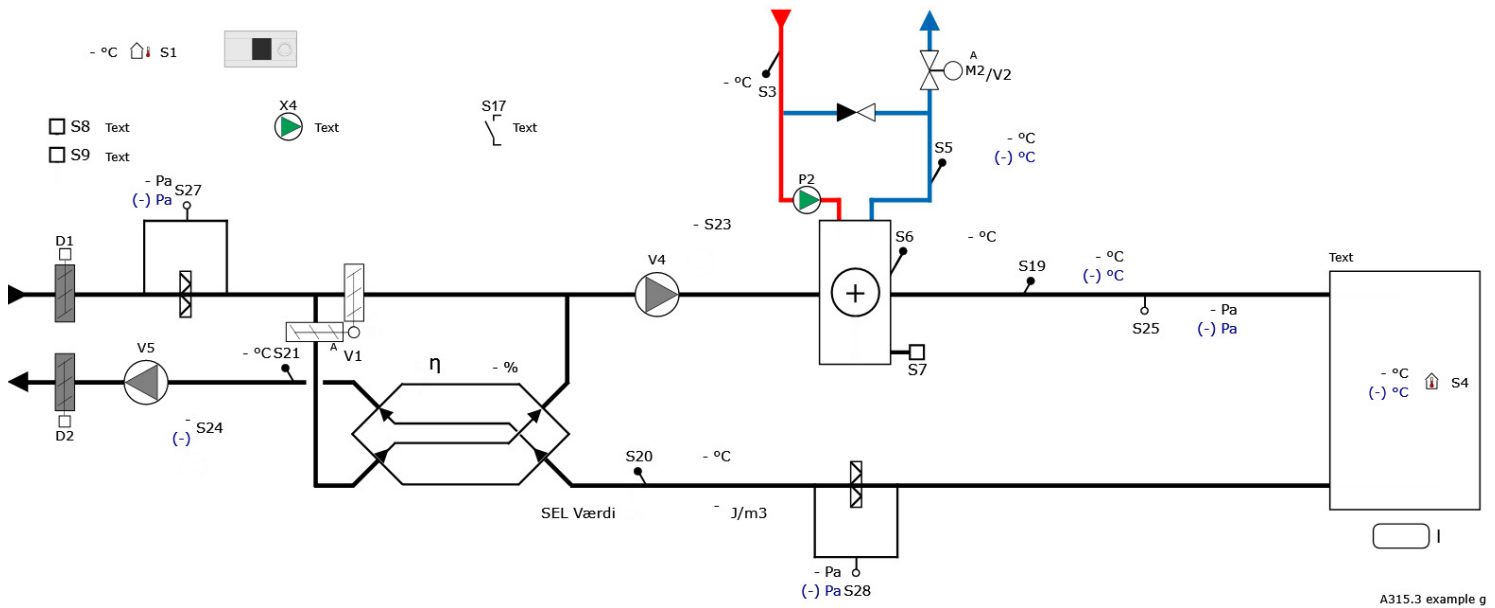 - °C S1
S8 Text
S9 Text
X4
Text
S17
Text
- °C
S3
A
M2/V2
S5
- °C
(-) °C
P2
- Pa
(-) Pa
S27
D1
- S23
V4
S6
- °C
S19
- °C
(-) °C
S25
- Pa
(-) Pa
Text
A
V1
V5
- °C S21
η
- %
S7
- °C
(-) °C
S4
D2
-
(-)
S24
S20
- °C
SEL Værdi
- J/m3
- Pa
(-) Pa S28
I
A315.3 example g